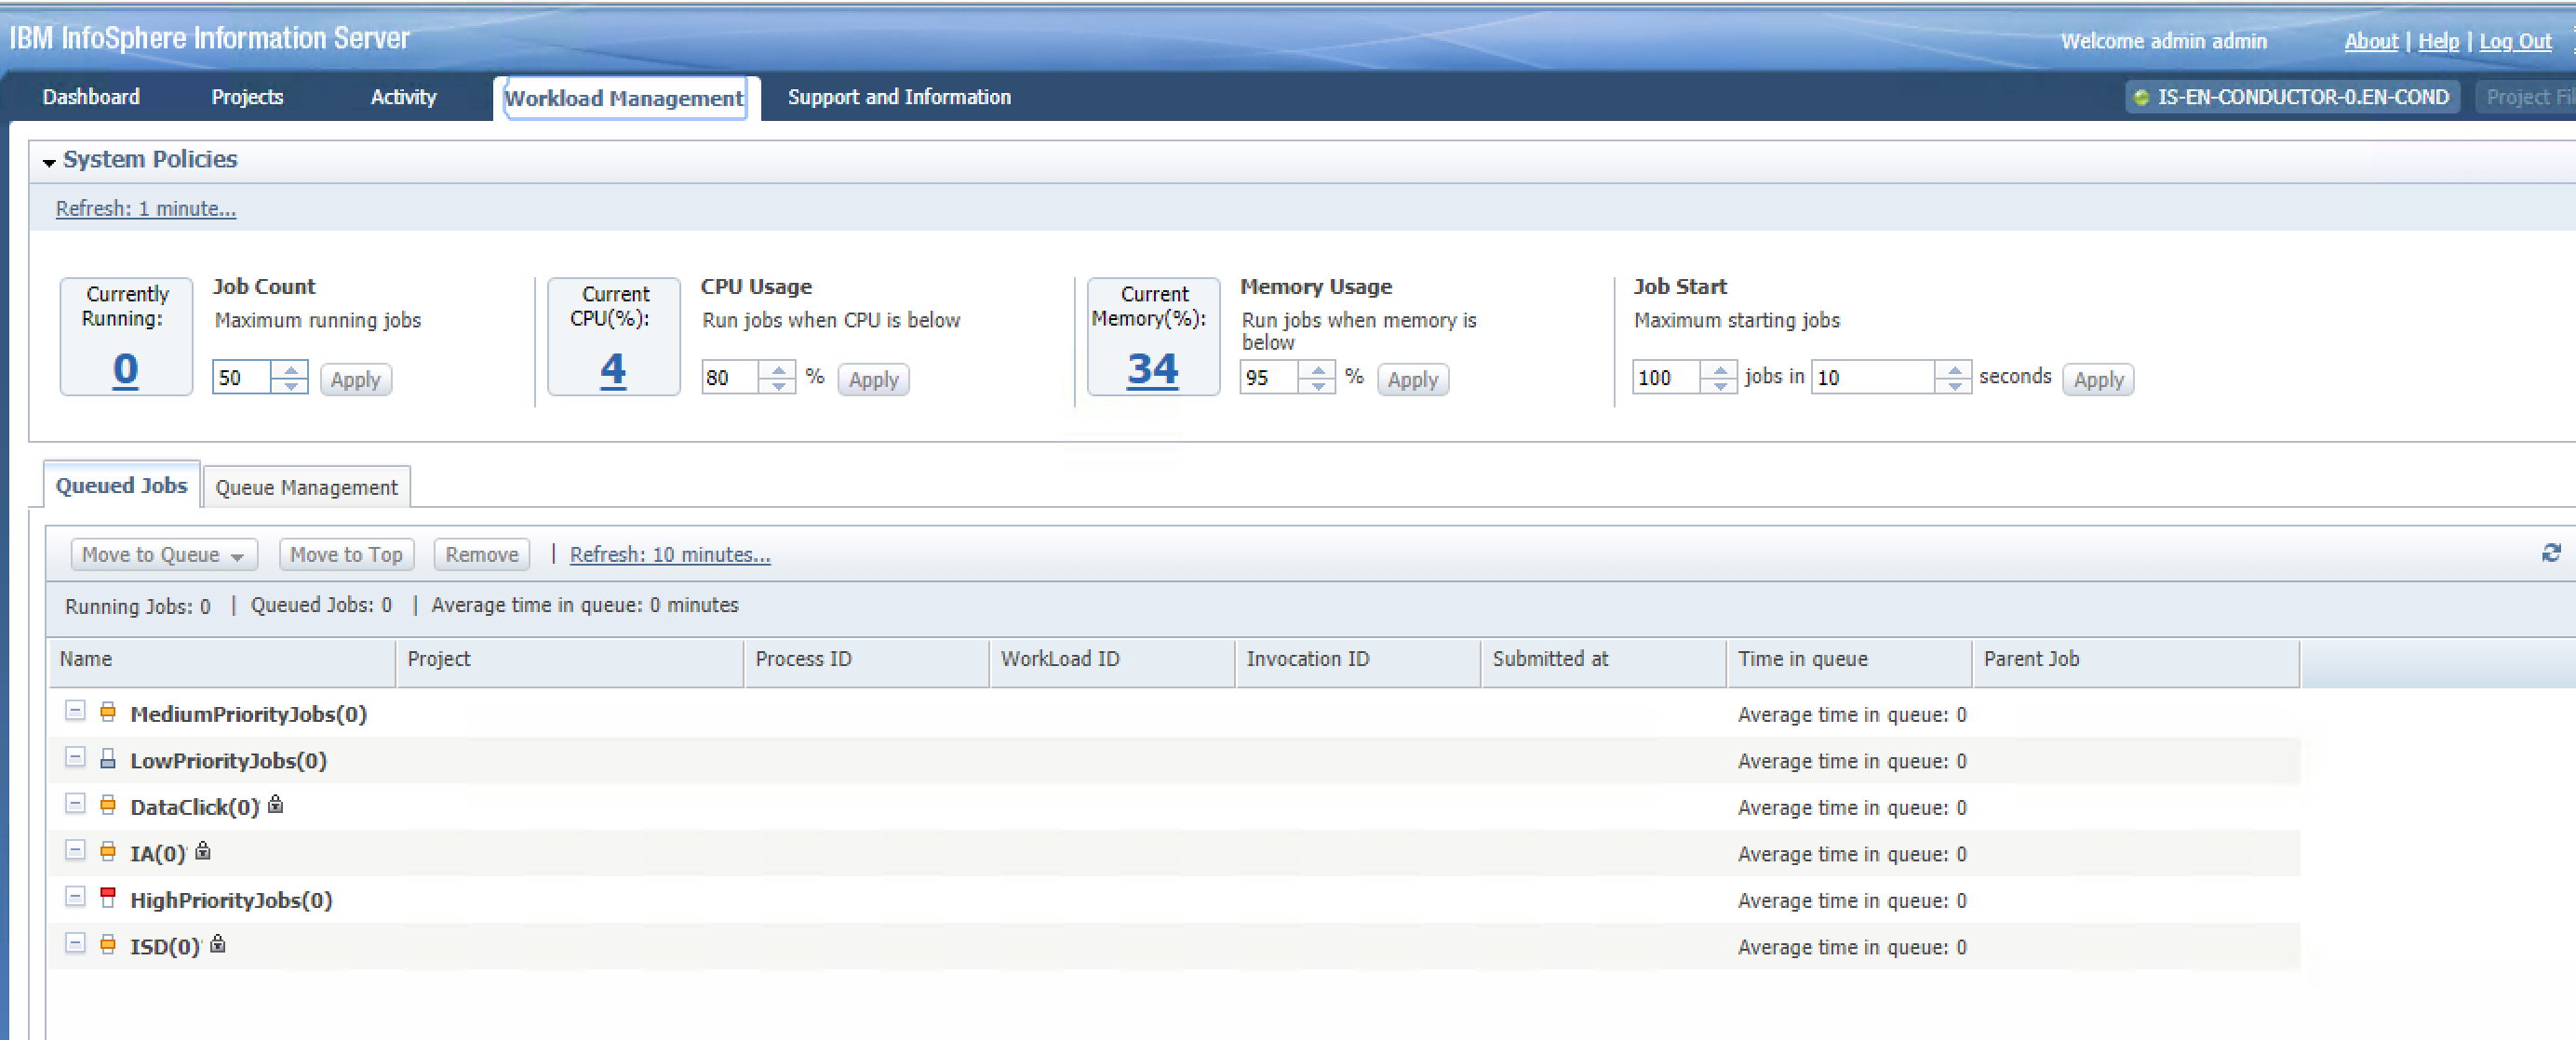 IBM InfoSphere Information Server
Welcome admin admin About | Help | Log Out
Dashboard Projects Activity Workload Management Support and Information IS-EN-CONDUCTOR-0.EN-COND Project Fil
System Policies
Refresh: 1 minute...
Currently Running: 0
Job Count
Maximum running jobs
50 Apply
Current CPU(%): 4
CPU Usage
Run jobs when CPU is below
80 % Apply
Current Memory(%): 34
Memory Usage
Run jobs when memory is
below
95 % Apply
Job Start
Maximum starting jobs
100 jobs in 10 seconds Apply
Queued Jobs Queue Management
Move to Queue Move to Top Remove | Refresh: 10 minutes...
Running Jobs: 0 | Queued Jobs: 0 | Average time in queue: 0 minutes
Name Project Process ID WorkLoad ID Invocation ID Submitted at Time in queue Parent Job
MediumPriorityJobs(0) Average time in queue: 0
LowPriorityJobs(0) Average time in queue: 0
DataClick(0) Average time in queue: 0
IA(0) Average time in queue: 0
HighPriorityJobs(0) Average time in queue: 0
ISD(0) Average time in queue: 0